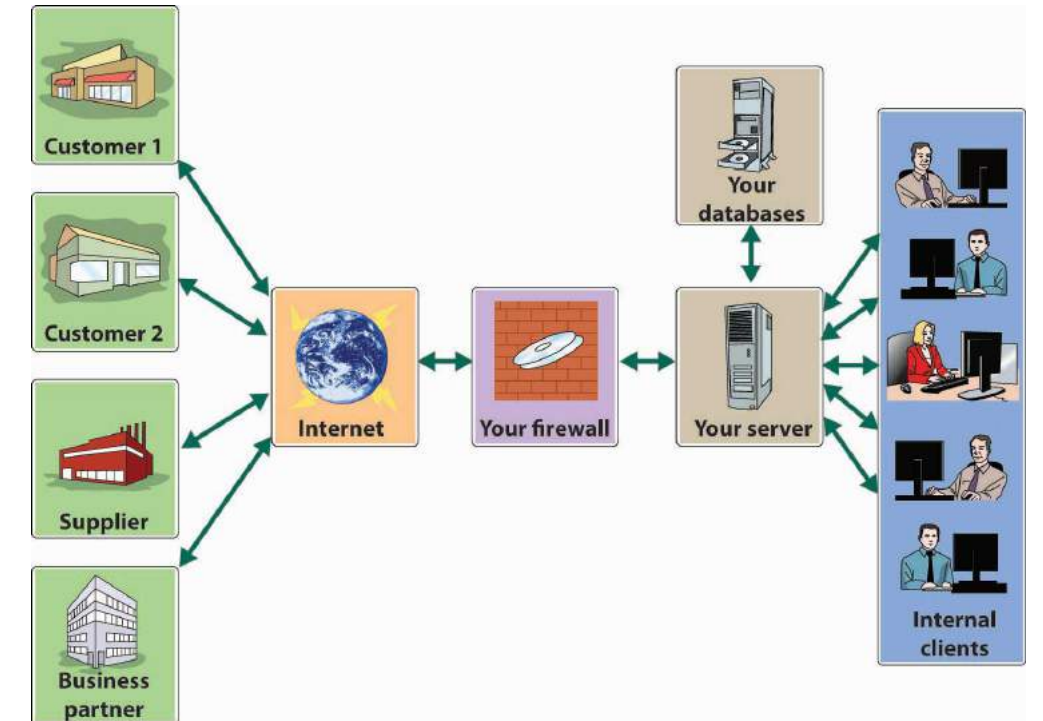 Customer 1
Customer 2
Supplier
Business
partner
Internet
Your firewall
Your
databases
Your server
Internal
clients